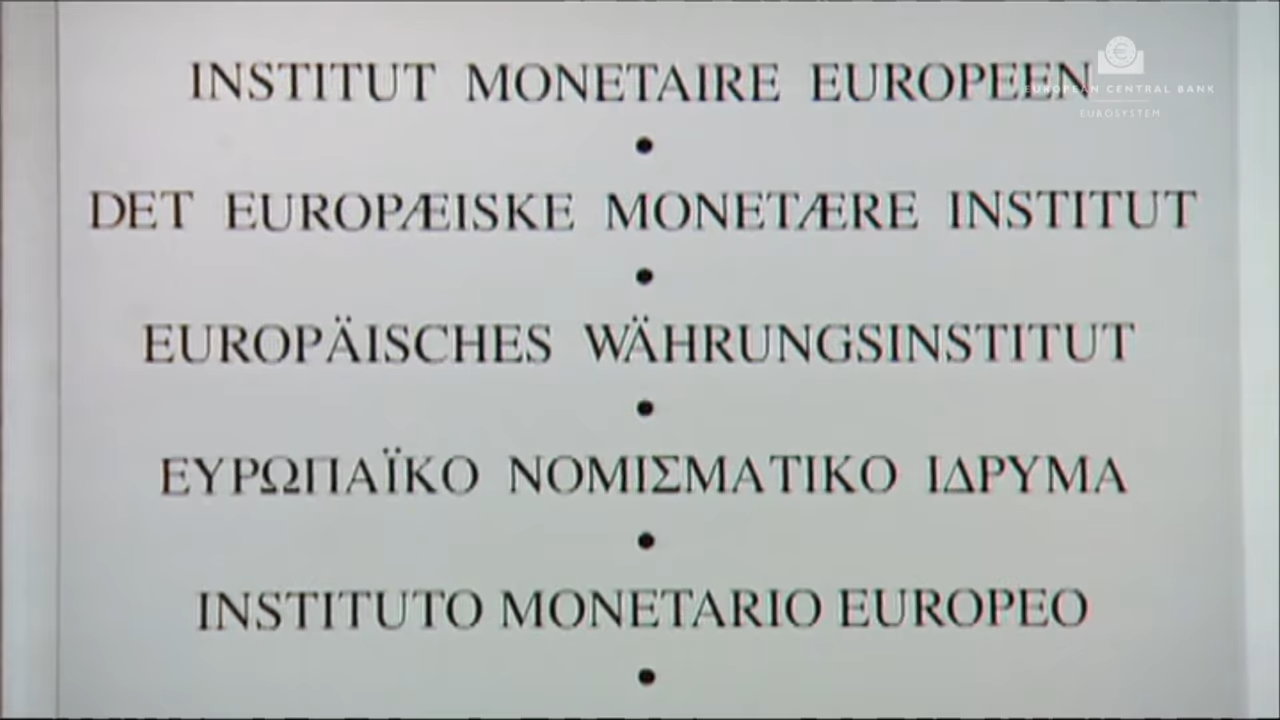 INSTITUT MONETAIRE EUROPEEN
EUROPEAN CENTRAL BANK
EUROSYSTEM
DET EUROPÆISKE MONETÆRE INSTITUT
EUROPÄISCHES WÄHRUNGSINSTITUT
ΕΥΡΩΠΑΪΚΟ ΝΟΜΙΣΜΑΤΙΚΟ ΙΔΡΥΜΑ
INSTITUTO MONETARIO EUROPEO